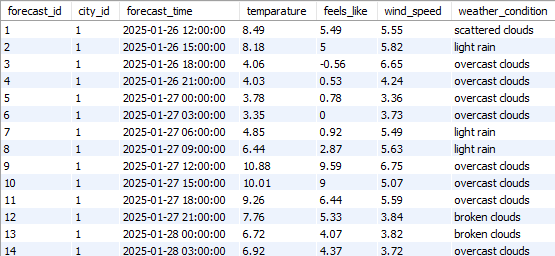 forecast_id city_id forecast_time temparature feels_like wind_speed weather_condition
1 1 2025-01-26 12:00:00 8.49 5.49 5.55 scattered clouds
2 1 2025-01-26 15:00:00 8.18 5 5.82 light rain
3 1 2025-01-26 18:00:00 4.06 -0.56 6.65 overcast clouds
4 1 2025-01-26 21:00:00 4.03 0.53 4.24 overcast clouds
5 1 2025-01-27 00:00:00 3.78 0.78 3.36 overcast clouds
6 1 2025-01-27 03:00:00 3.35 0 3.73 overcast clouds
7 1 2025-01-27 06:00:00 4.85 0.92 5.49 light rain
8 1 2025-01-27 09:00:00 6.44 2.87 5.63 light rain
9 1 2025-01-27 12:00:00 10.88 9.59 6.75 overcast clouds
10 1 2025-01-27 15:00:00 10.01 9 5.07 overcast clouds
11 1 2025-01-27 18:00:00 9.26 6.44 5.59 overcast clouds
12 1 2025-01-27 21:00:00 7.76 5.33 3.84 broken clouds
13 1 2025-01-28 00:00:00 6.72 4.07 3.82 broken clouds
14 1 2025-01-28 03:00:00 6.92 4.37 3.72 overcast clouds